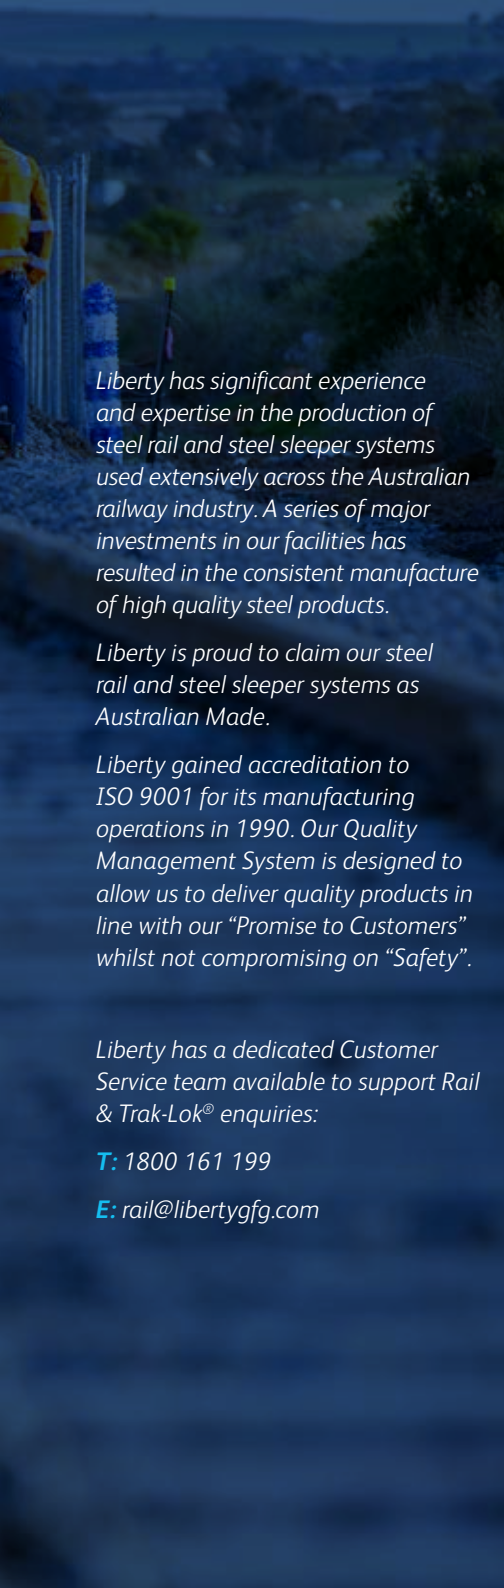 Liberty has significant experience
and expertise in the production of
steel rail and steel sleeper systems
used extensively across the Australian
railway industry. A series of major
investments in our facilities has
resulted in the consistent manufacture
of high quality steel products.
Liberty is proud to claim our steel
rail and steel sleeper systems as
Australian Made.
Liberty gained accreditation to
ISO 9001 for its manufacturing
operations in 1990. Our Quality
Management System is designed to
allow us to deliver quality products in
line with our “Promise to Customers”
whilst not compromising on “Safety”.
Liberty has a dedicated Customer
Service team available to support Rail
& Trak-Lok® enquiries:
T: 1800 161 199
E: rail@libertygfg.com